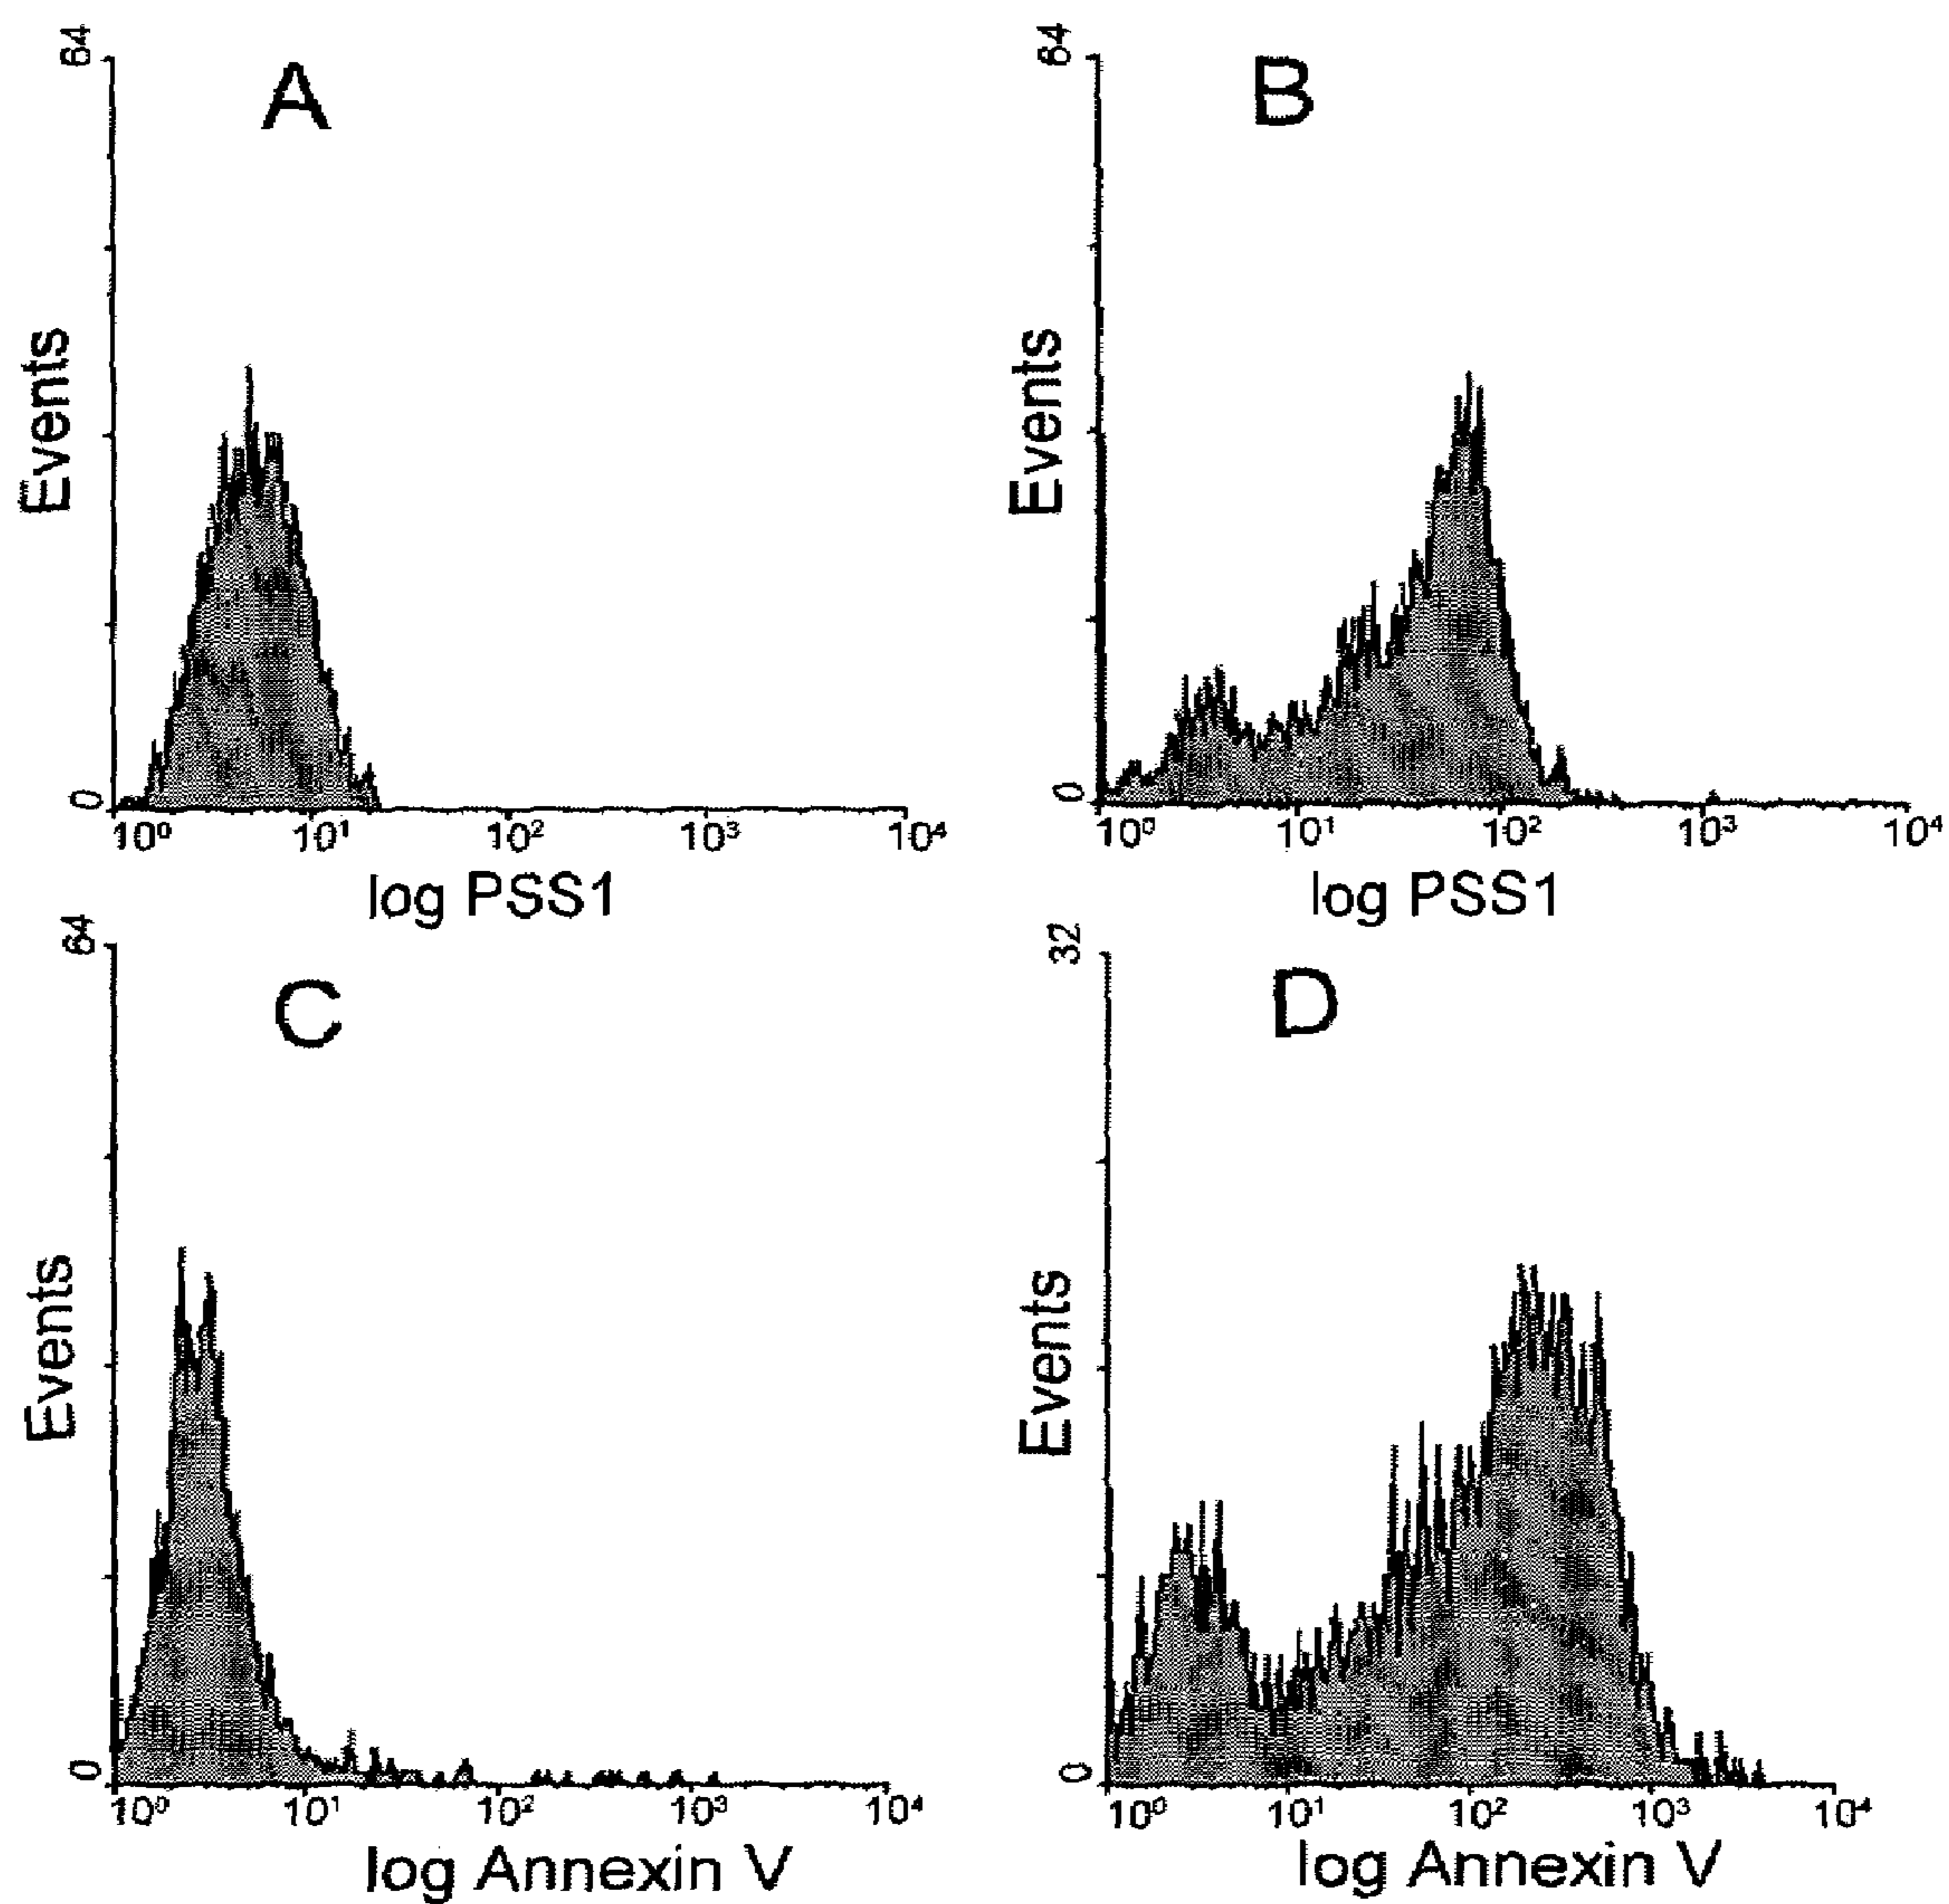 64
A
Events
0
10⁰ 10¹ 10² 10³ 10⁴
log PSS1
64
B
Events
0
10⁰ 10¹ 10² 10³ 10⁴
log PSS1
64
C
Events
0
10⁰ 10¹ 10² 10³ 10⁴
log Annexin V
32
D
Events
0
10⁰ 10¹ 10² 10³ 10⁴
log Annexin V